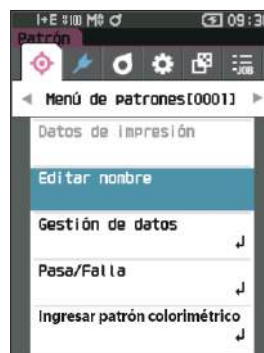 I+E M 09:3
Patrón
JOB
Menú de patrones[0001]
Datos de impresión
Editar nombre
Gestión de datos
Pasa/Falla
Ingresar patrón colorimétrico